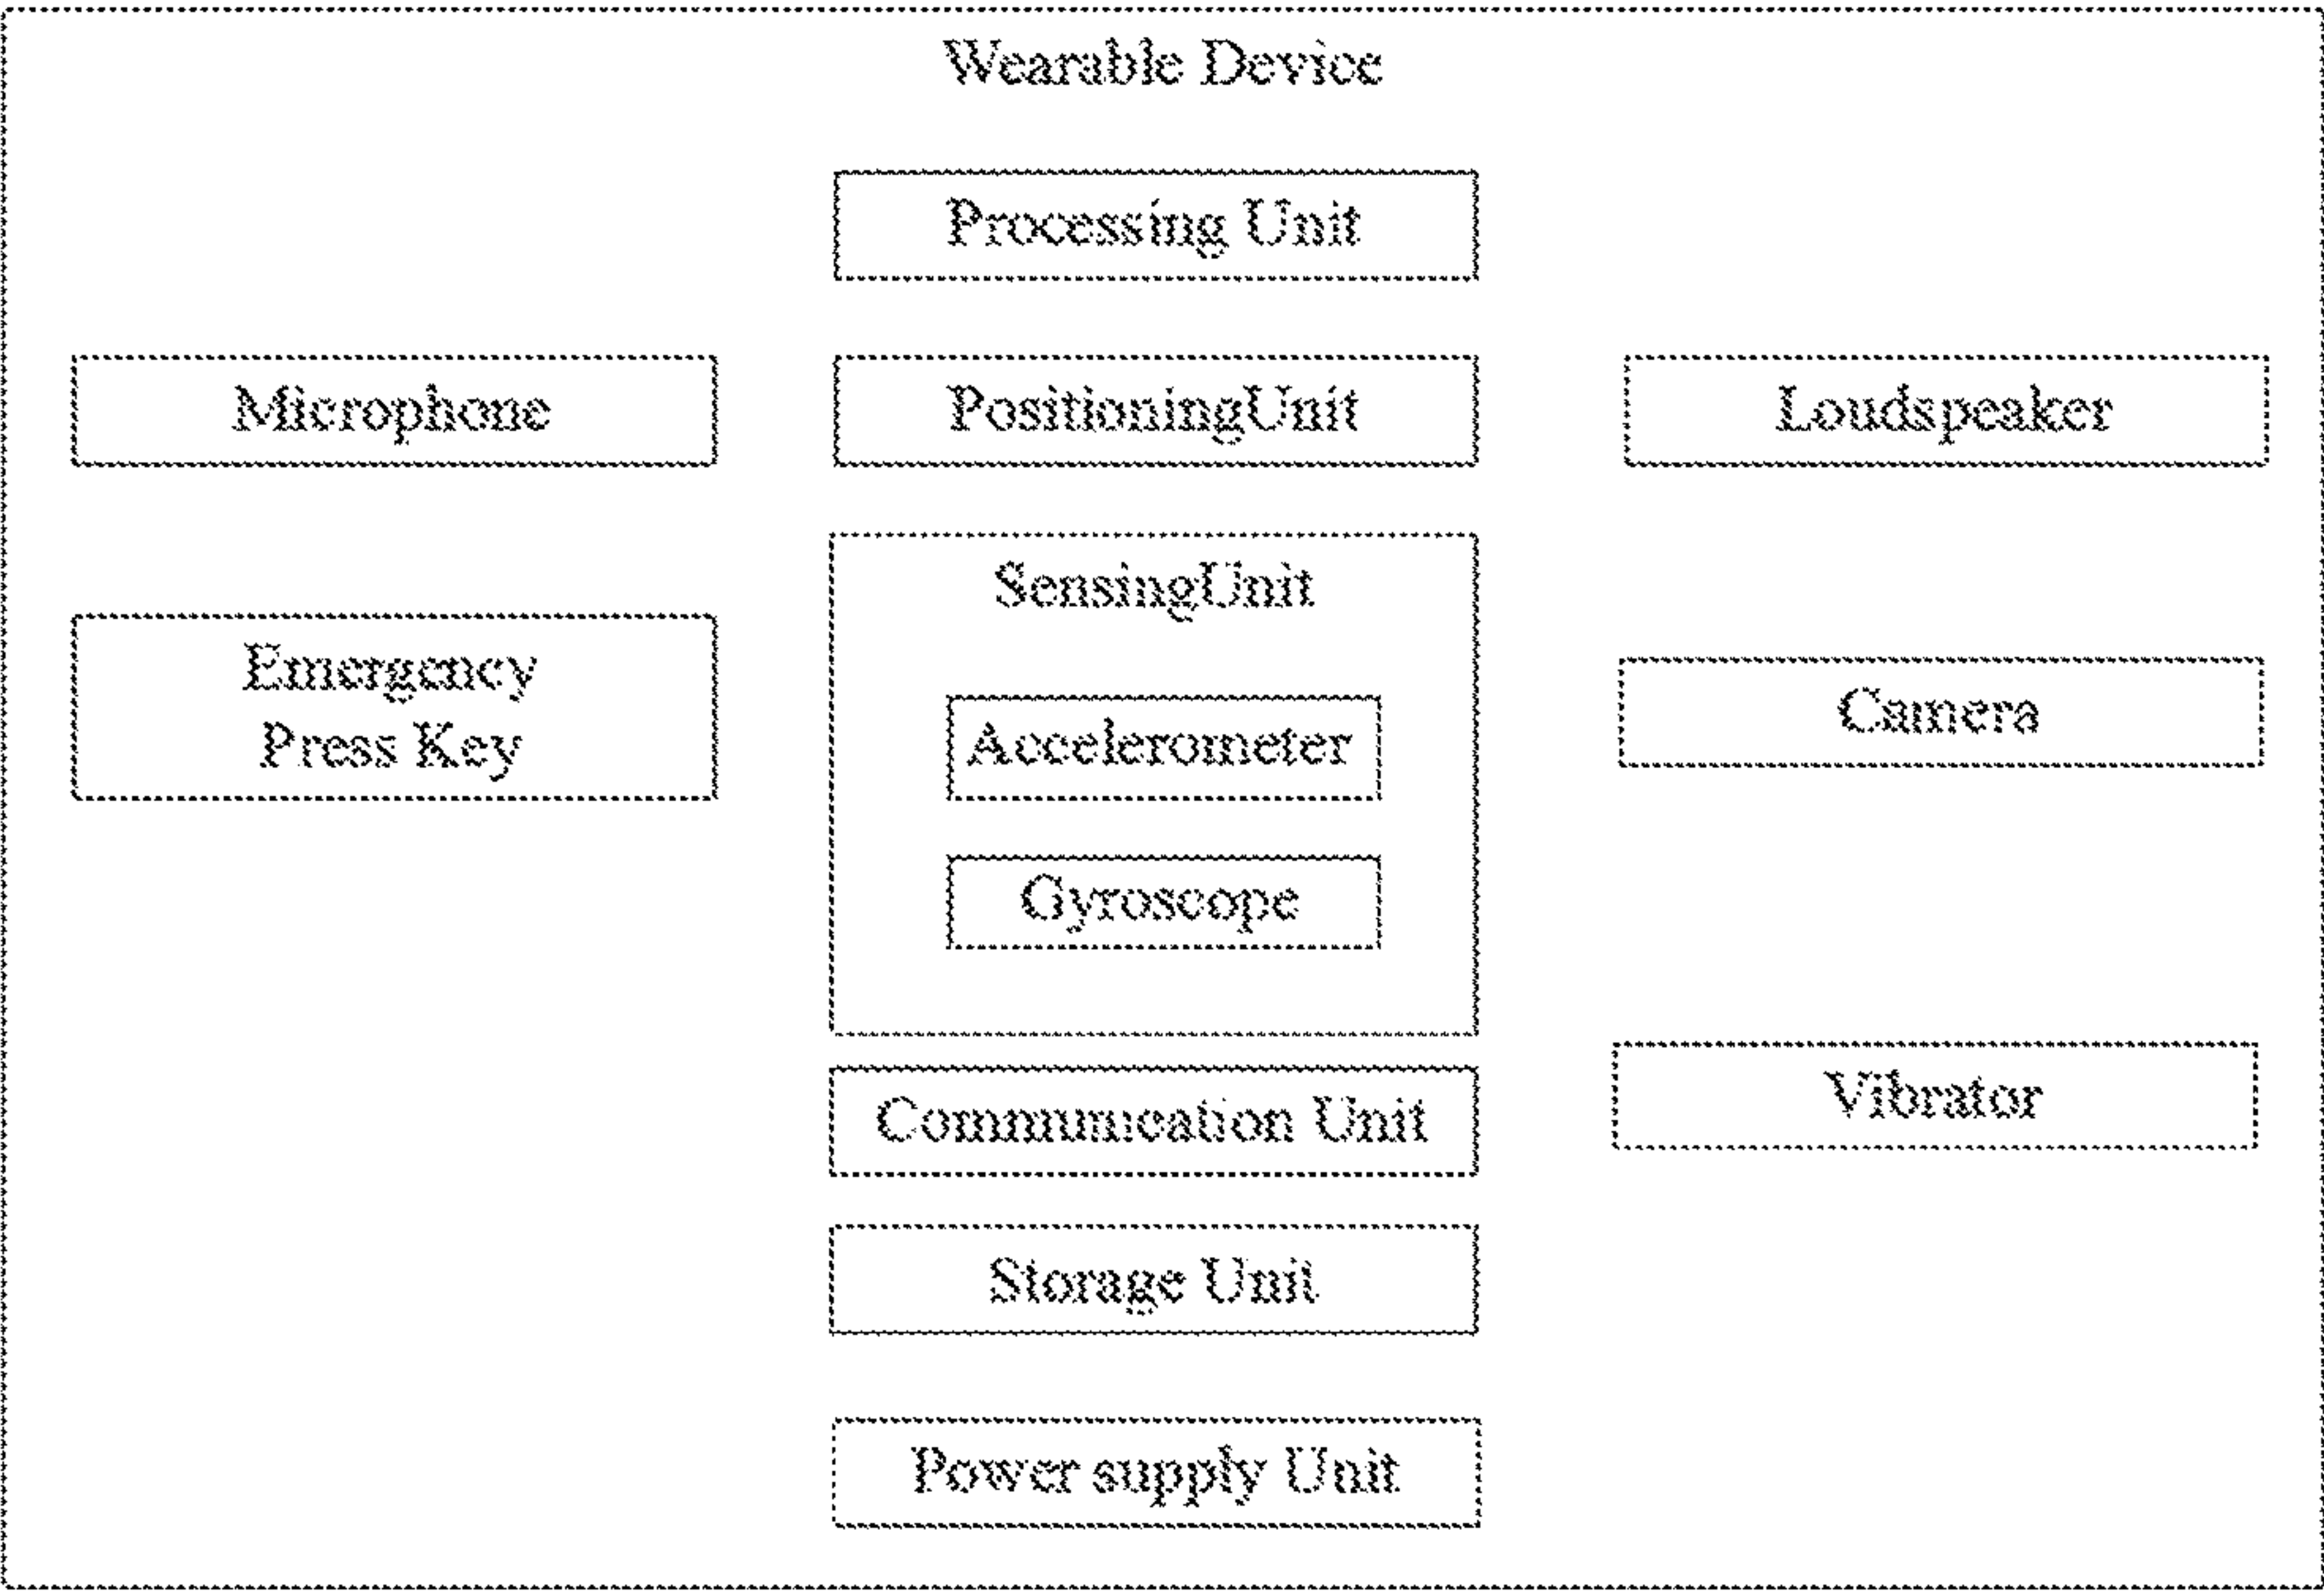 Wearable Device
Processing Unit
Microphone
PositioningUnit
Loudspeaker
SensingUnit
Emergency
Press Key
Accelerometer
Camera
Gyroscope
Communication Unit
Vibrator
Storage Unit
Power supply Unit